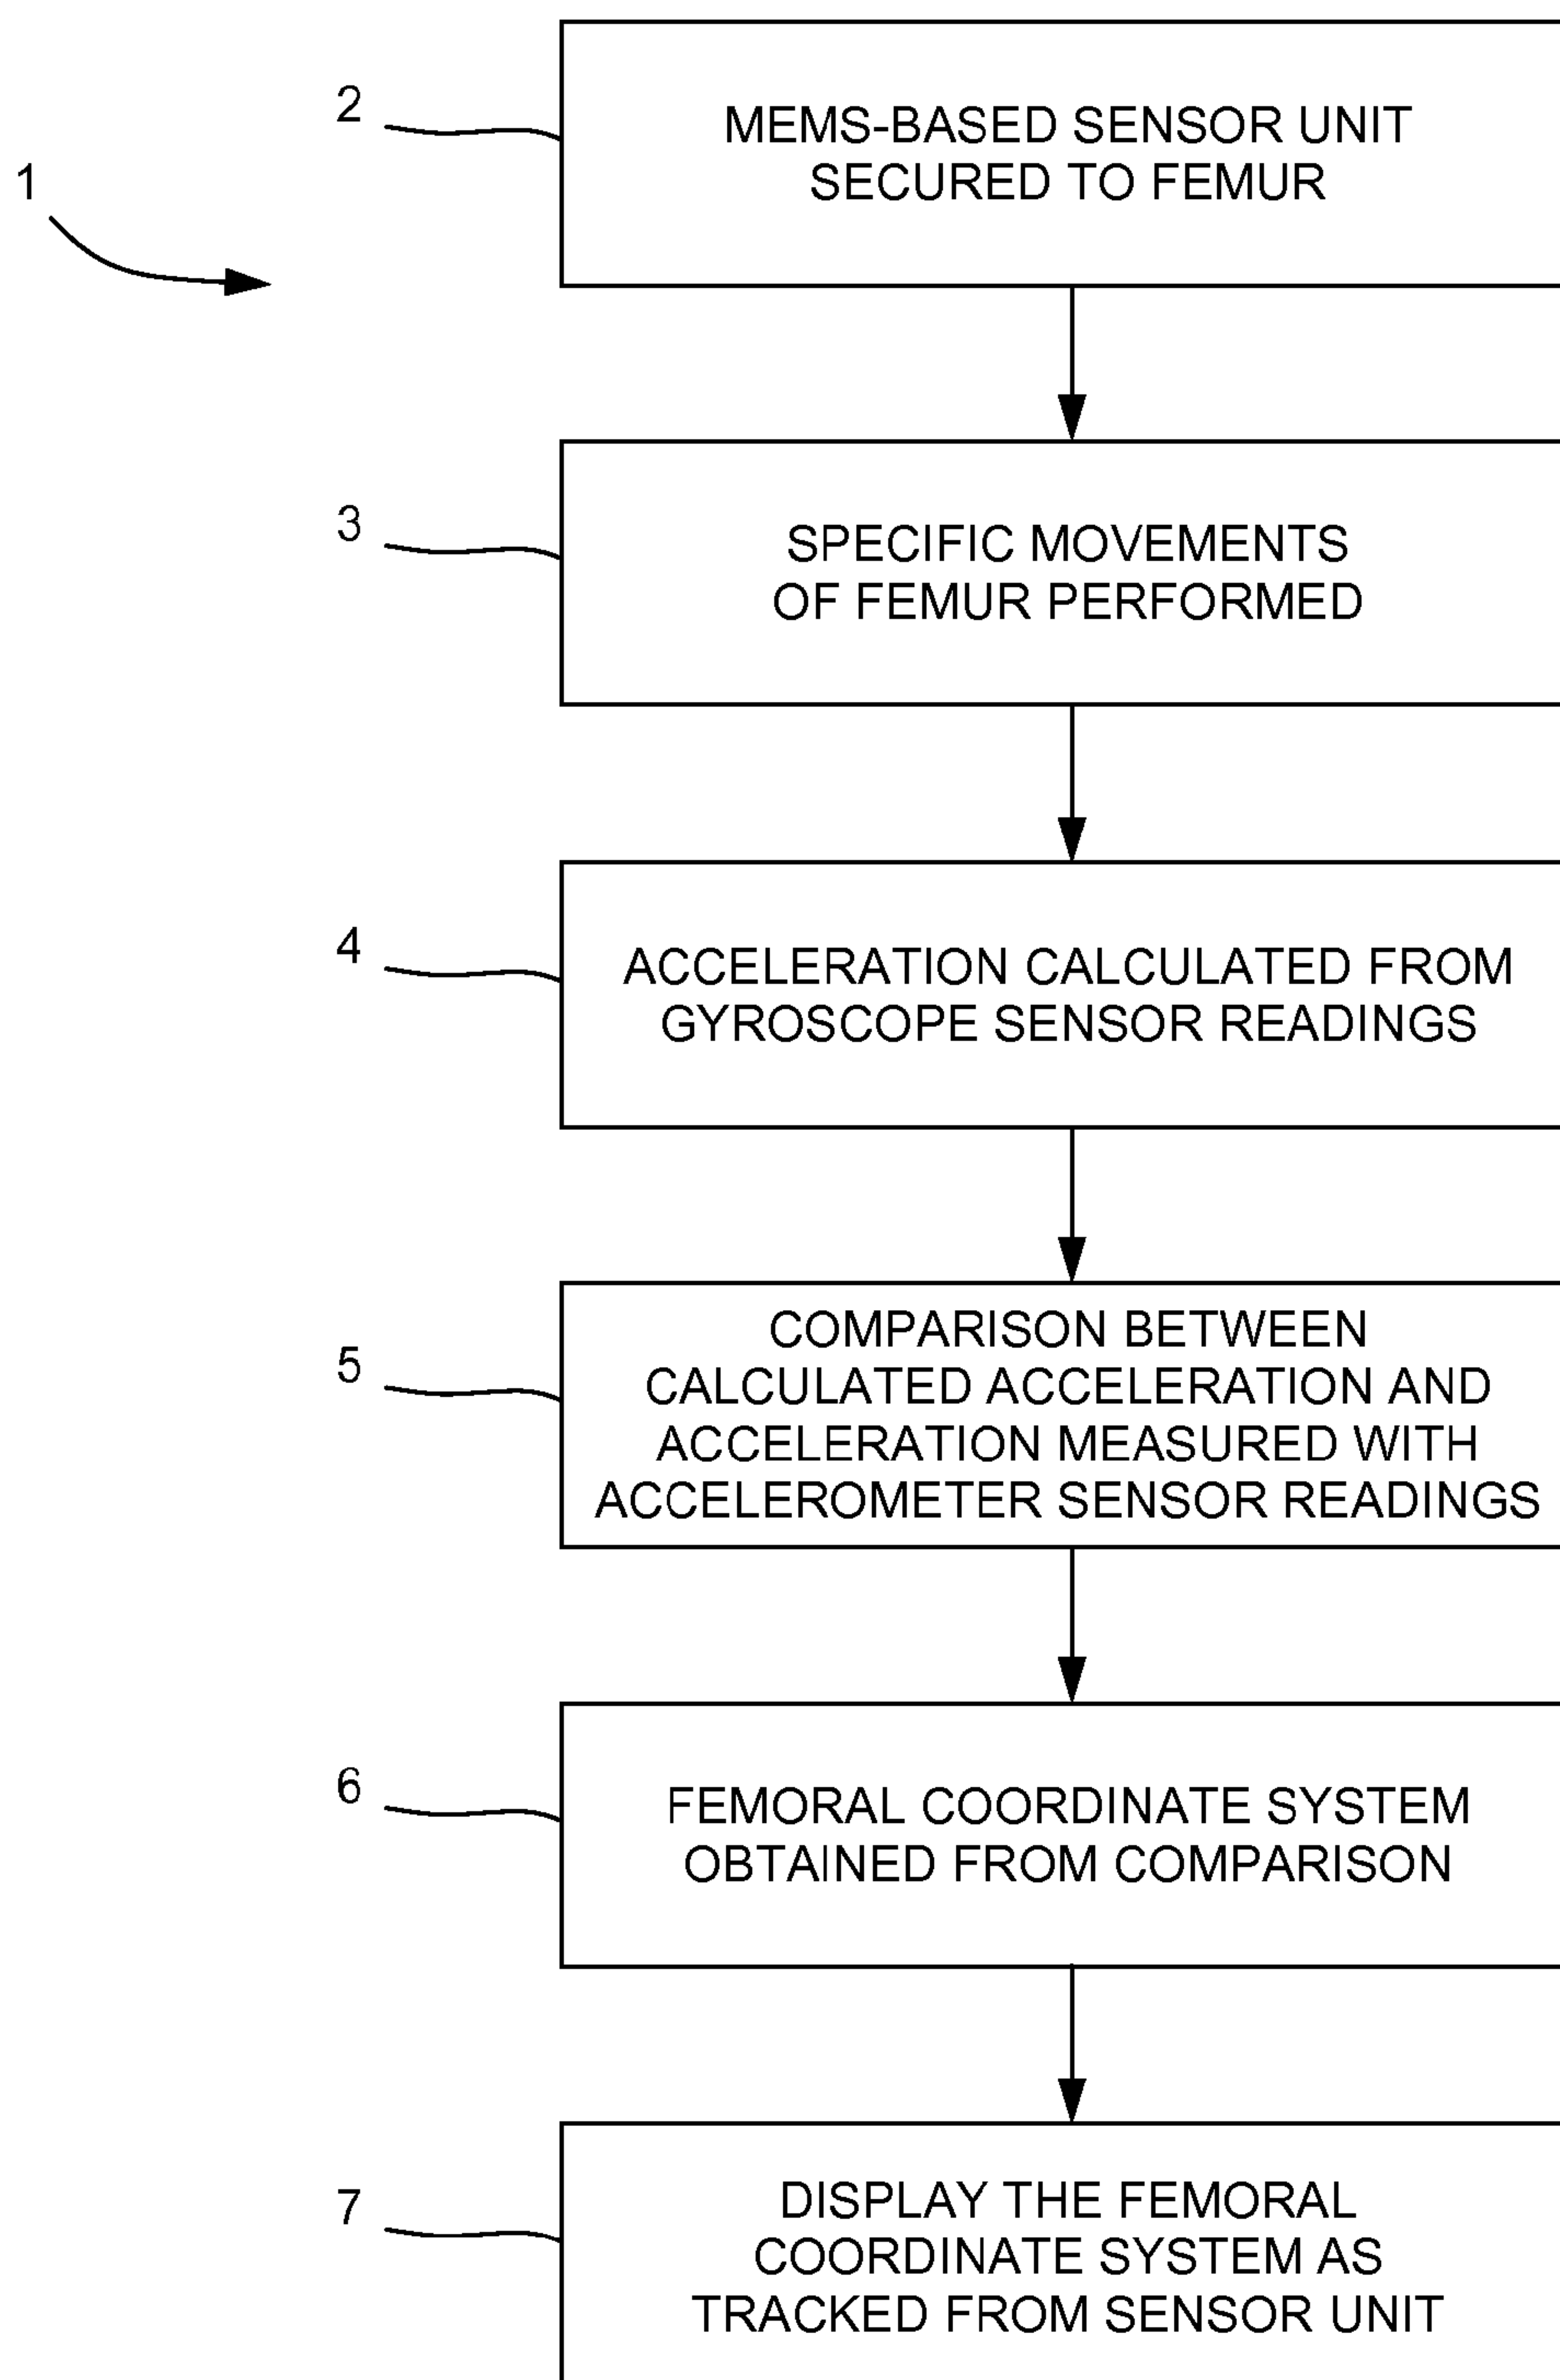 1
2
MEMS-BASED SENSOR UNIT
SECURED TO FEMUR
3
SPECIFIC MOVEMENTS
OF FEMUR PERFORMED
4
ACCELERATION CALCULATED FROM
GYROSCOPE SENSOR READINGS
5
COMPARISON BETWEEN
CALCULATED ACCELERATION AND
ACCELERATION MEASURED WITH
ACCELEROMETER SENSOR READINGS
6
FEMORAL COORDINATE SYSTEM
OBTAINED FROM COMPARISON
7
DISPLAY THE FEMORAL
COORDINATE SYSTEM AS
TRACKED FROM SENSOR UNIT